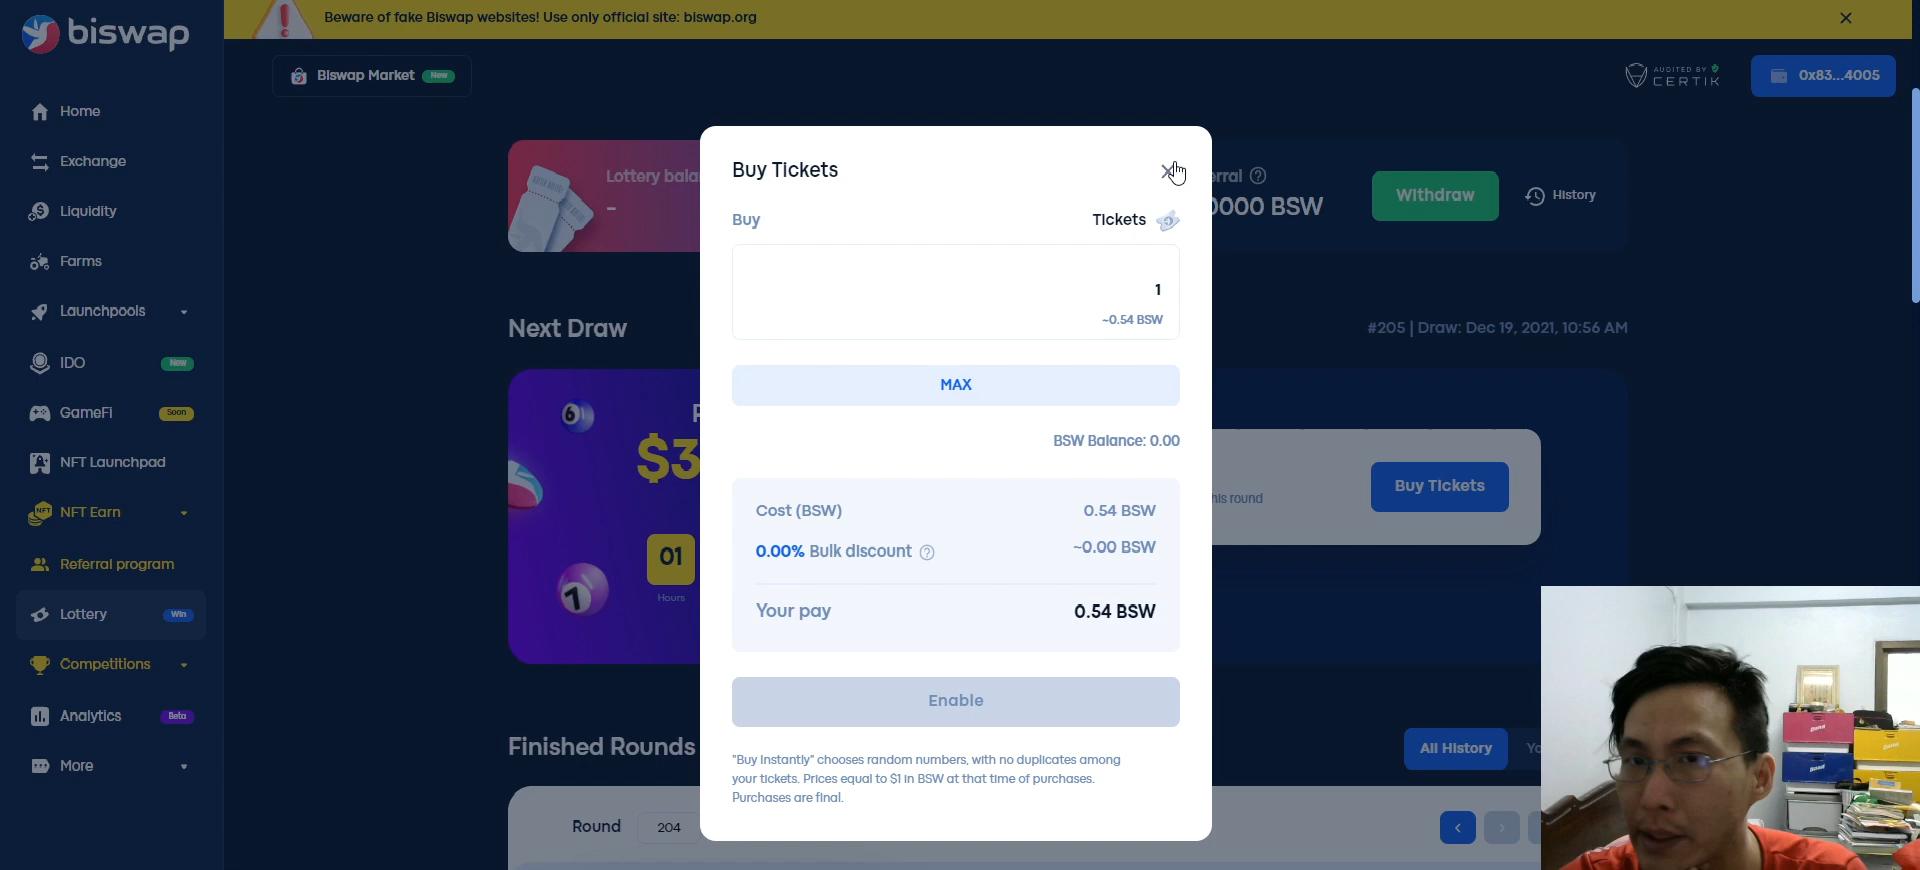 Beware of fake Biswap websites! Use only official site: biswap.org
biswap
Home
Exchange
Liquidity
Farms
Launchpools
IDO New
GameFi Soon
NFT Launchpad
NFT NFT Earn
Referral program
Lottery Win
Competitions
Analytics Beta
More
Biswap Market New
AUDITED BY
CERTIK
0x83...4005
Lottery bala
-
erral
0000 BSW
Withdraw
History
Next Draw
#205 | Draw: Dec 19, 2021, 10:56 AM
6
$3
1
01
Hours
his round
Buy Tickets
Buy Tickets
Buy
Tickets
1
~0.54 BSW
MAX
BSW Balance: 0.00
Cost (BSW) 0.54 BSW
0.00% Bulk discount ? ~0.00 BSW
Your pay 0.54 BSW
Enable
"Buy Instantly" chooses random numbers, with no duplicates among
your tickets. Prices equal to $1 in BSW at that time of purchases.
Purchases are final.
Finished Rounds
All History
Yo
Round 204